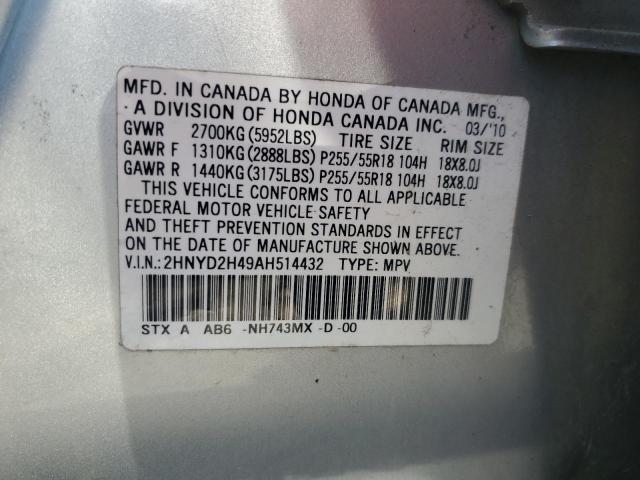 MFD. IN CANADA BY HONDA OF CANADA MFG.,
A DIVISION OF HONDA CANADA INC. 03/'10
GVWR 2700KG (5952LBS) TIRE SIZE RIM SIZE
GAWR F 1310KG (2888LBS) P255/55R18 104H 18X8.0J
GAWR R 1440KG (3175LBS) P255/55R18 104H 18X8.0J
THIS VEHICLE CONFORMS TO ALL APPLICABLE
FEDERAL MOTOR VEHICLE SAFETY
AND THEFT PREVENTION STANDARDS IN EFFECT
ON THE DATE OF MANUFACTURE SHOWN ABOVE.
V.I.N.: 2HNYD2H49AH514432 TYPE: MPV
STX A AB6 -NH743MX -D -00